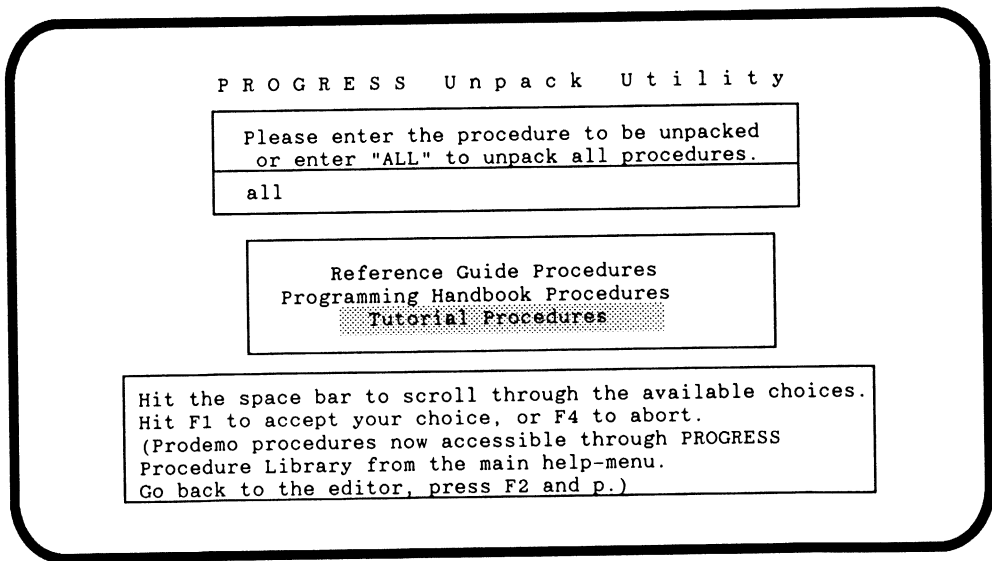 PROGRESS Unpack Utility
Please enter the procedure to be unpacked
or enter "ALL" to unpack all procedures.
all
Reference Guide Procedures
Programming Handbook Procedures
Tutorial Procedures
Hit the space bar to scroll through the available choices.
Hit F1 to accept your choice, or F4 to abort.
(Prodemo procedures now accessible through PROGRESS
Procedure Library from the main help-menu.
Go back to the editor, press F2 and p.)